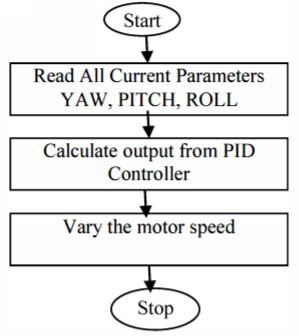 Start
Read All Current Parameters
YAW, PITCH, ROLL
Calculate output from PID
Controller
Vary the motor speed
Stop